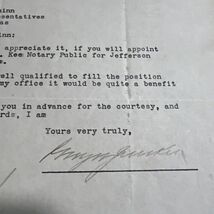 inn
resentatives
as
inn:
appreciate it, if you will appoint
. Kee Notary Public for Jefferson
s.
ell qualified to fill the position
my office it would be quite a benefit
you in advance for the courtesy, and
rds, I am
Yours very truly,